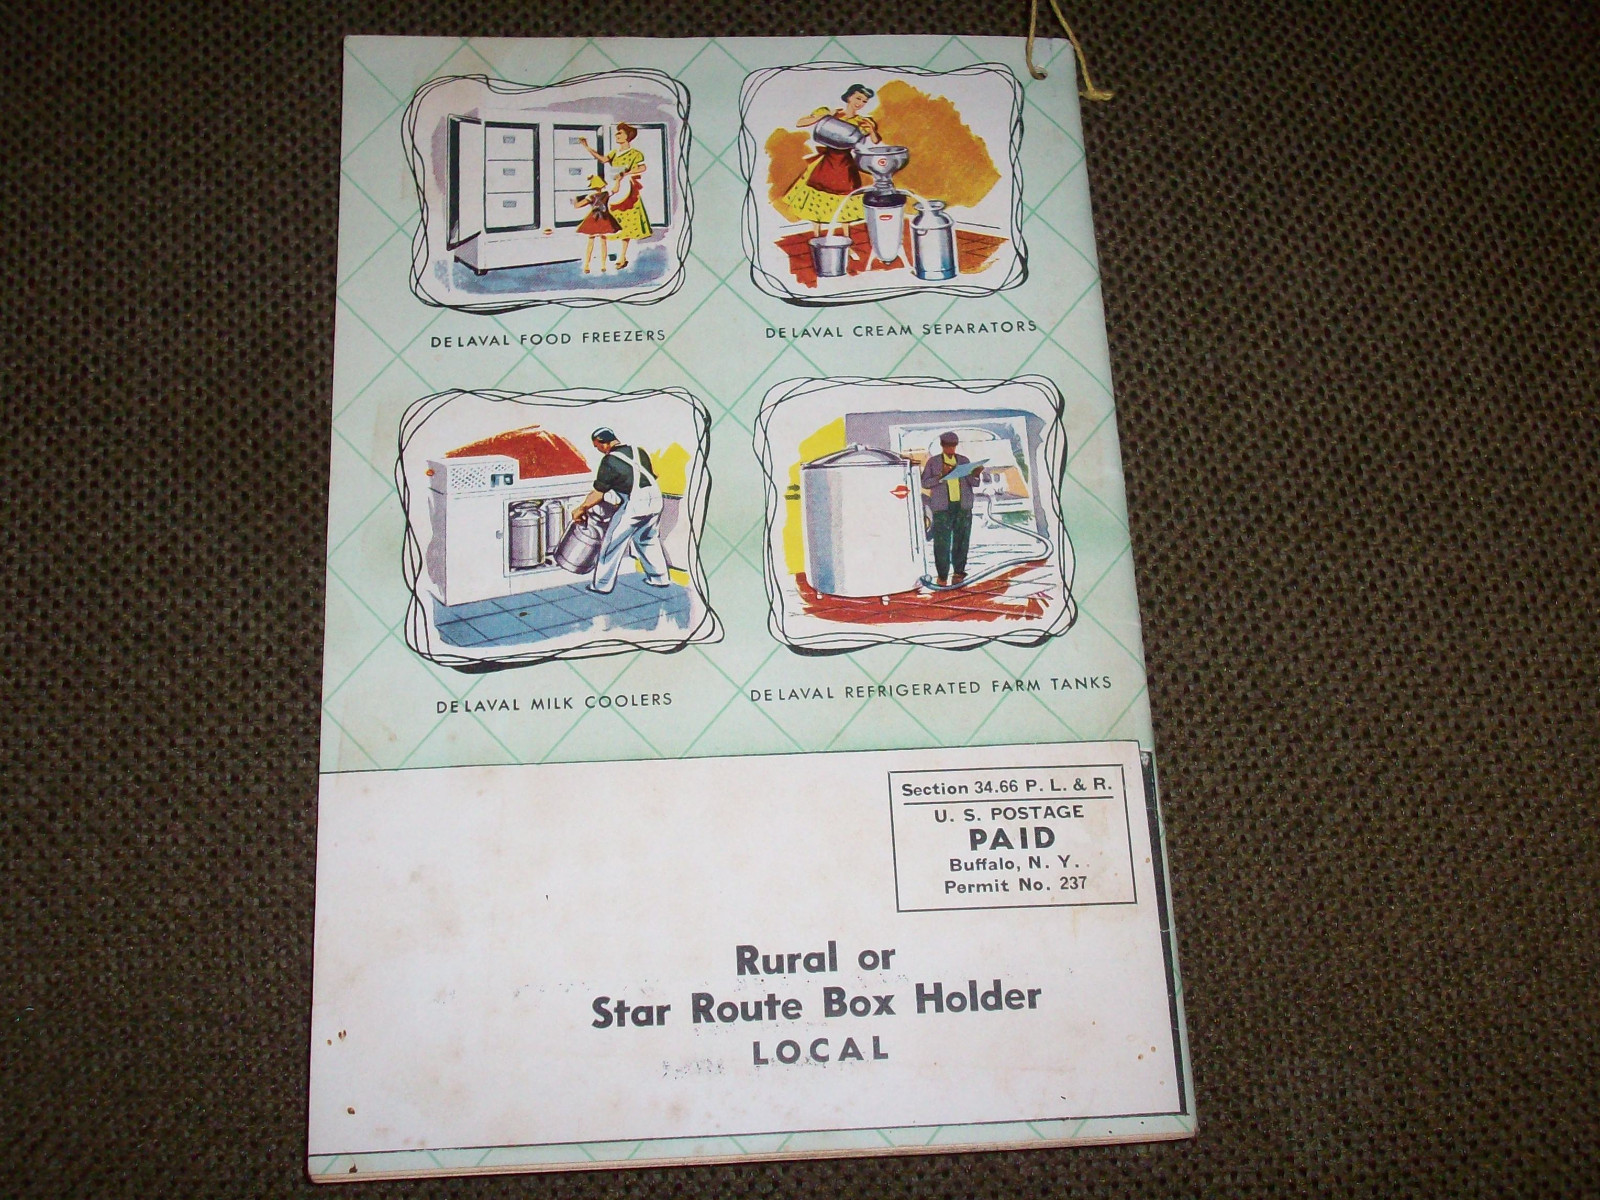 DE LAVAL FOOD FREEZERS
DE LAVAL CREAM SEPARATORS
DE LAVAL MILK COOLERS
DE LAVAL REFRIGERATED FARM TANKS
Section 34.66 P. L. & R.
U. S. POSTAGE
PAID
Buffalo, N. Y.
Permit No. 237
Rural or
Star Route Box Holder
LOCAL